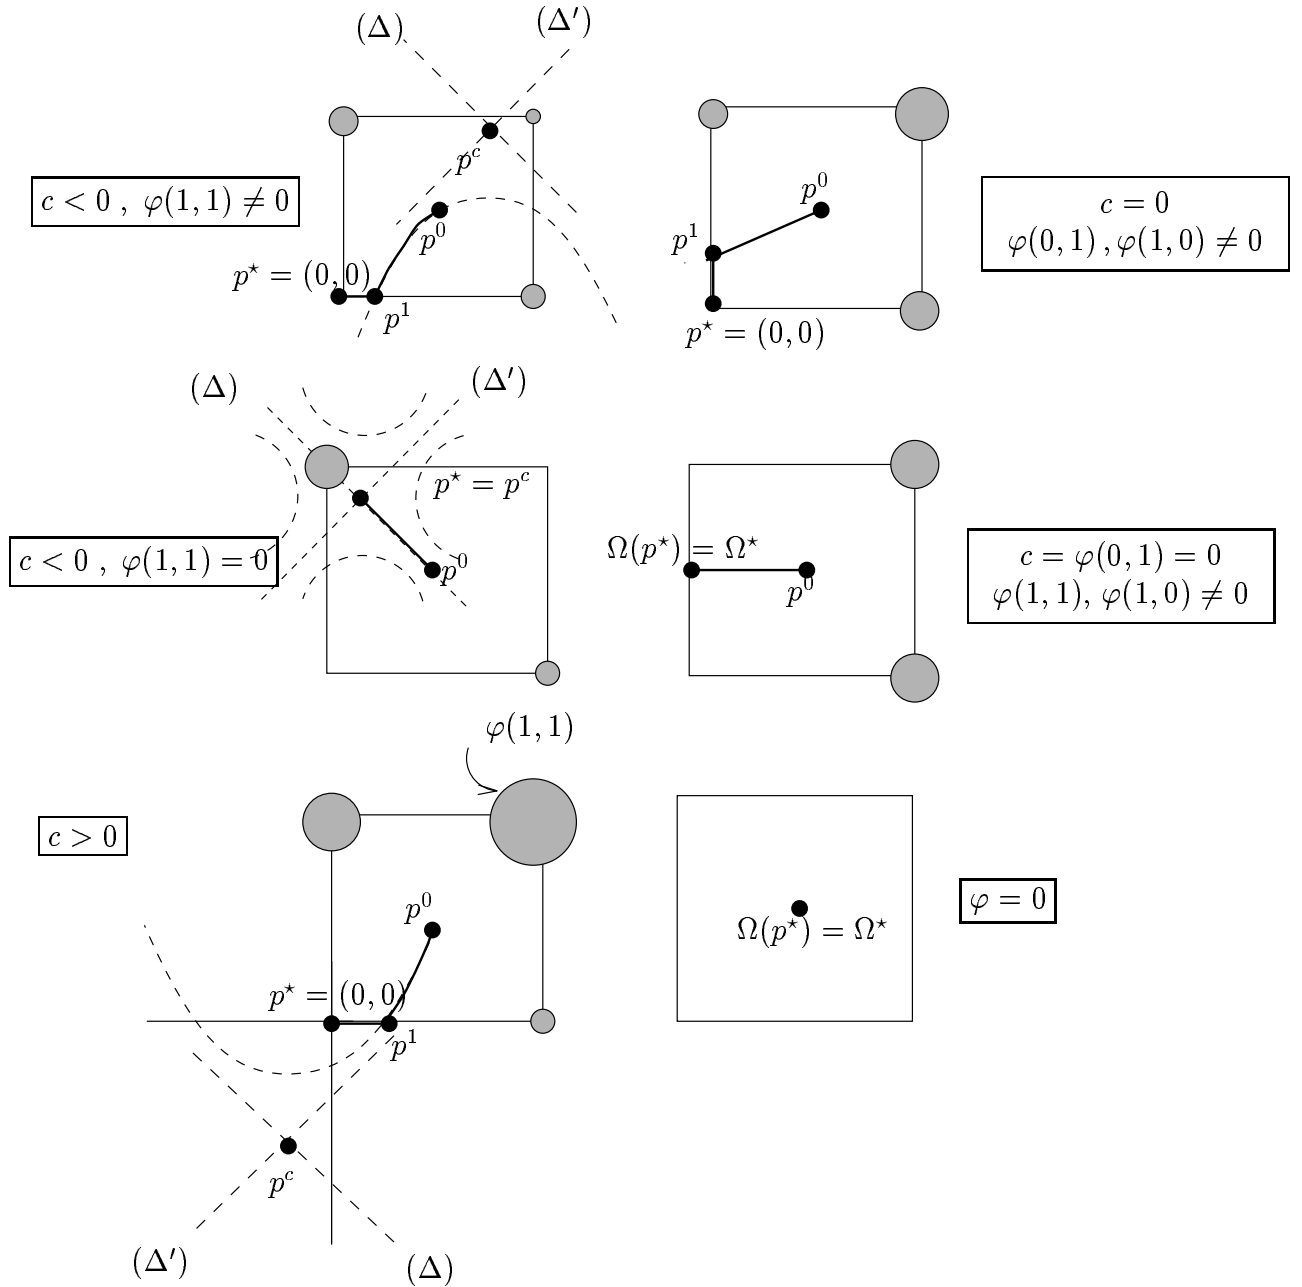 (Δ)
(Δ′)
p^c
c < 0 , φ(1,1) ≠ 0
p^0
p^⋆ = (0,0)
p^1
p^0
p^1
p^⋆ = (0,0)
c = 0
φ(0,1) , φ(1,0) ≠ 0
(Δ)
(Δ′)
p^⋆ = p^c
c < 0 , φ(1,1) = 0
p^0
Ω(p^⋆) = Ω^⋆
p^0
c = φ(0,1) = 0
φ(1,1), φ(1,0) ≠ 0
φ(1,1)
c > 0
p^0
p^⋆ = (0,0)
p^1
p^c
(Δ′)
(Δ)
Ω(p^⋆) = Ω^⋆
φ = 0